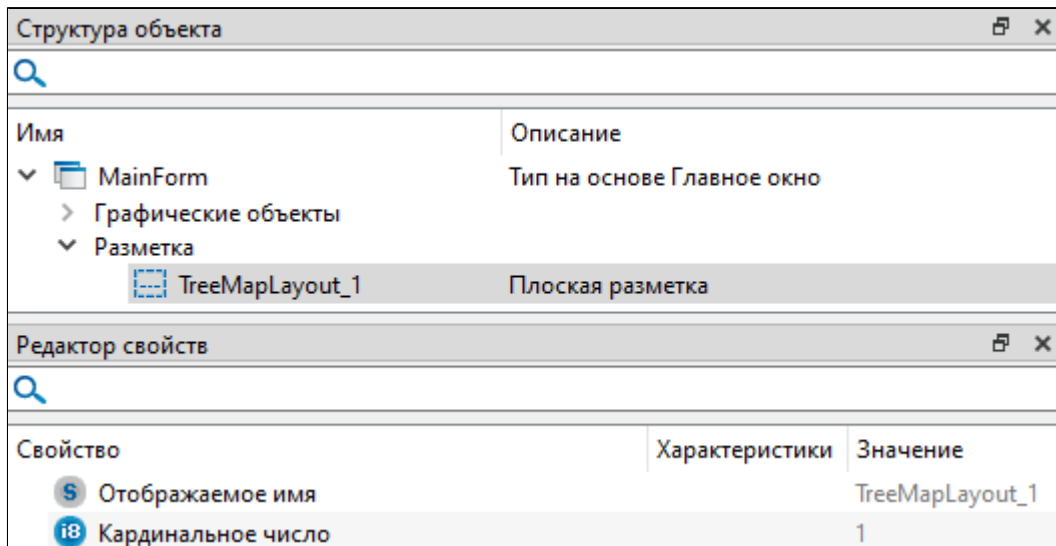 Структура объекта
Имя Описание
MainForm Тип на основе Главное окно
Графические объекты
Разметка
TreeMapLayout_1 Плоская разметка
Редактор свойств
Свойство Характеристики Значение
S Отображаемое имя TreeMapLayout_1
i8 Кардинальное число 1